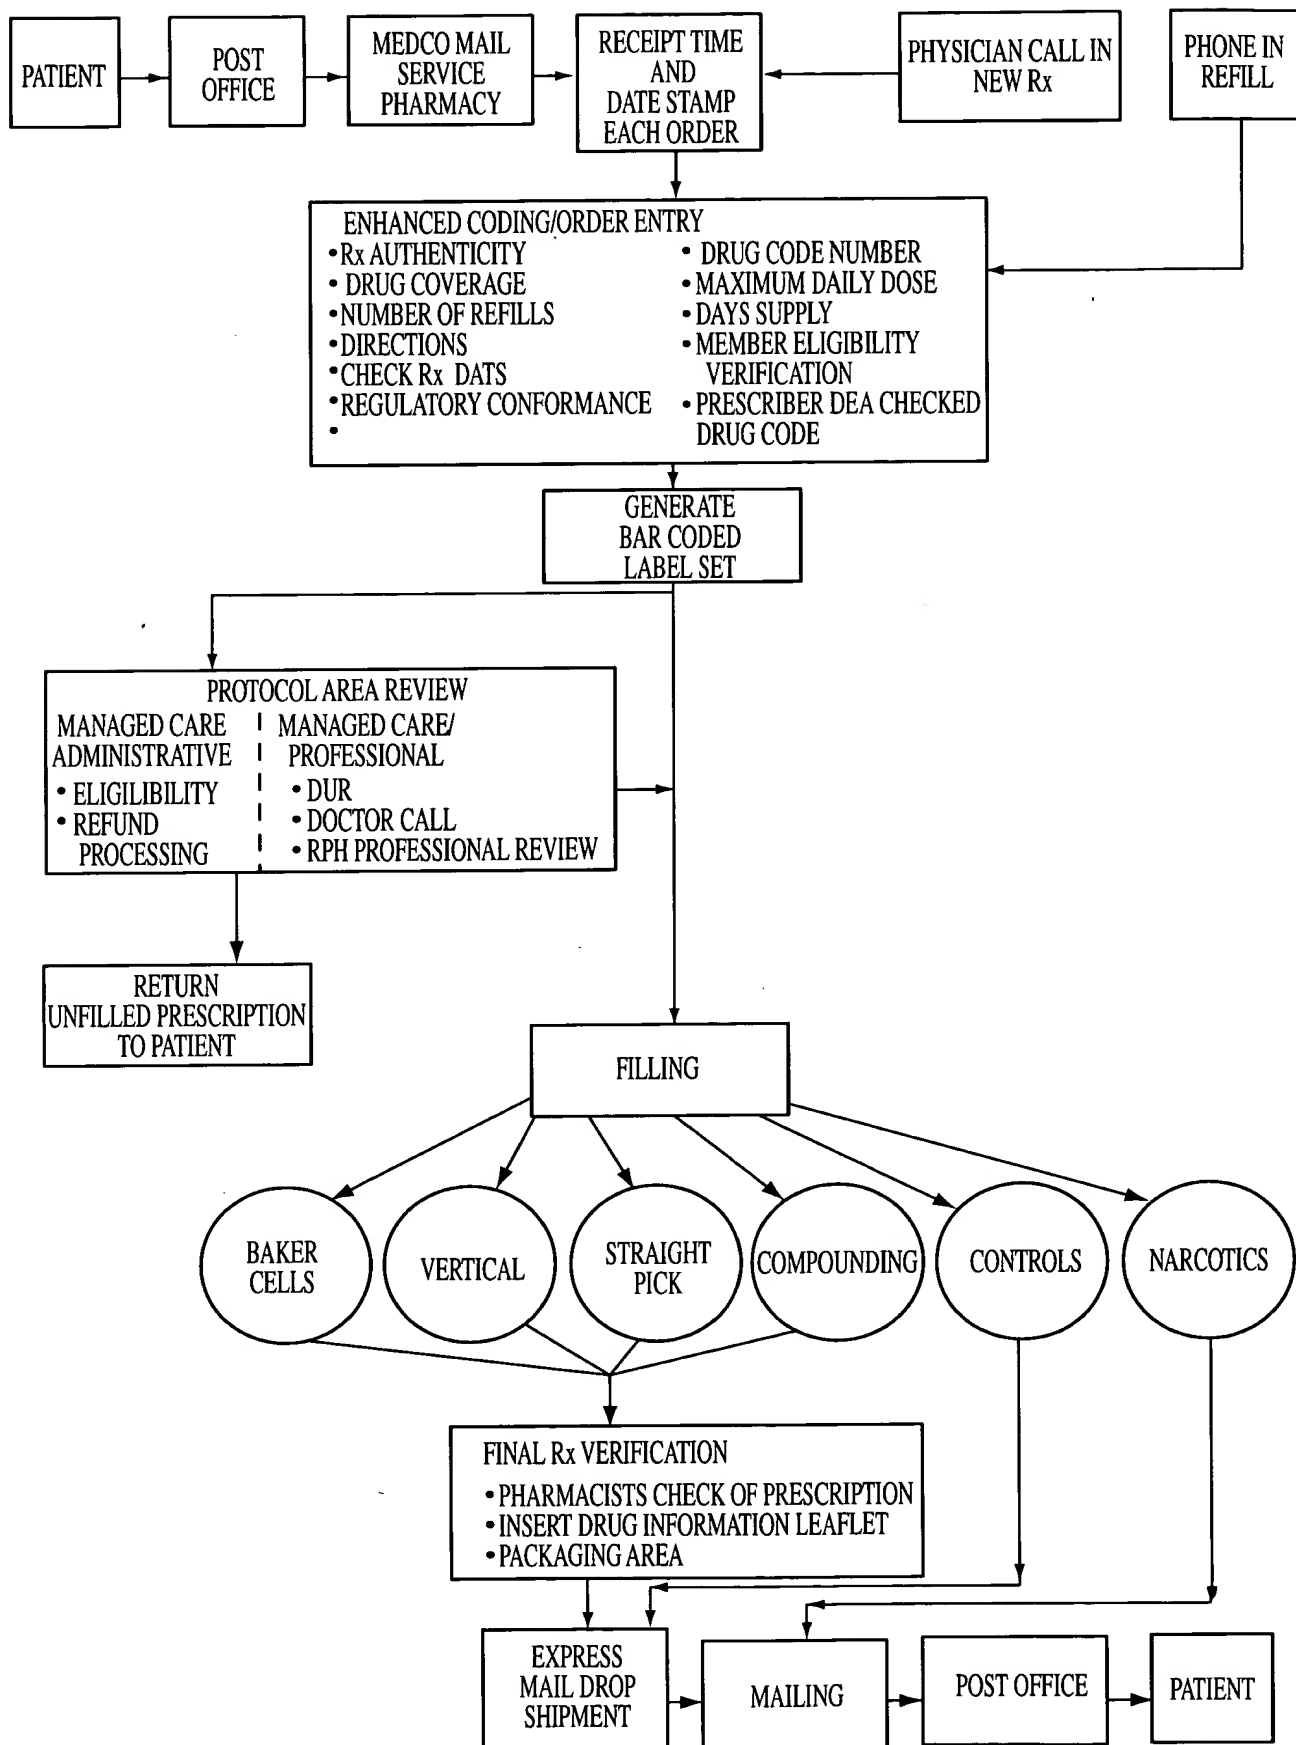 PATIENT
POST
OFFICE
MEDCO MAIL
SERVICE
PHARMACY
RECEIPT TIME
AND
DATE STAMP
EACH ORDER
PHYSICIAN CALL IN
NEW Rx
PHONE IN
REFILL
ENHANCED CODING/ORDER ENTRY
• Rx AUTHENTICITY
• DRUG COVERAGE
• NUMBER OF REFILLS
• DIRECTIONS
• CHECK Rx DATS
• REGULATORY CONFORMANCE
•
• DRUG CODE NUMBER
• MAXIMUM DAILY DOSE
• DAYS SUPPLY
• MEMBER ELIGIBILITY
VERIFICATION
• PRESCRIBER DEA CHECKED
DRUG CODE
GENERATE
BAR CODED
LABEL SET
PROTOCOL AREA REVIEW
MANAGED CARE
ADMINISTRATIVE
• ELIGILIBILITY
• REFUND
PROCESSING
MANAGED CARE/
PROFESSIONAL
• DUR
• DOCTOR CALL
• RPH PROFESSIONAL REVIEW
RETURN
UNFILLED PRESCRIPTION
TO PATIENT
FILLING
BAKER
CELLS
VERTICAL
STRAIGHT
PICK
COMPOUNDING
CONTROLS
NARCOTICS
FINAL Rx VERIFICATION
• PHARMACISTS CHECK OF PRESCRIPTION
• INSERT DRUG INFORMATION LEAFLET
• PACKAGING AREA
EXPRESS
MAIL DROP
SHIPMENT
MAILING
POST OFFICE
PATIENT